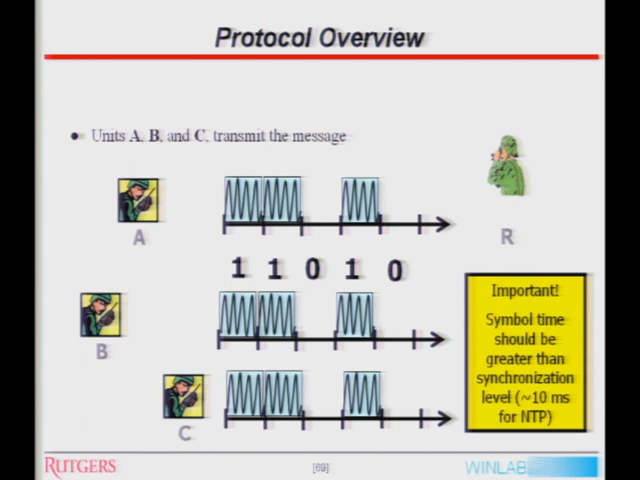 Protocol Overview
• Units A, B, and C, transmit the message
A
R
1 1 0 1 0
B
C
Important!
Symbol time
should be
greater than
synchronization
level (~10 ms
for NTP)
RUTGERS
[69]
WINLAB